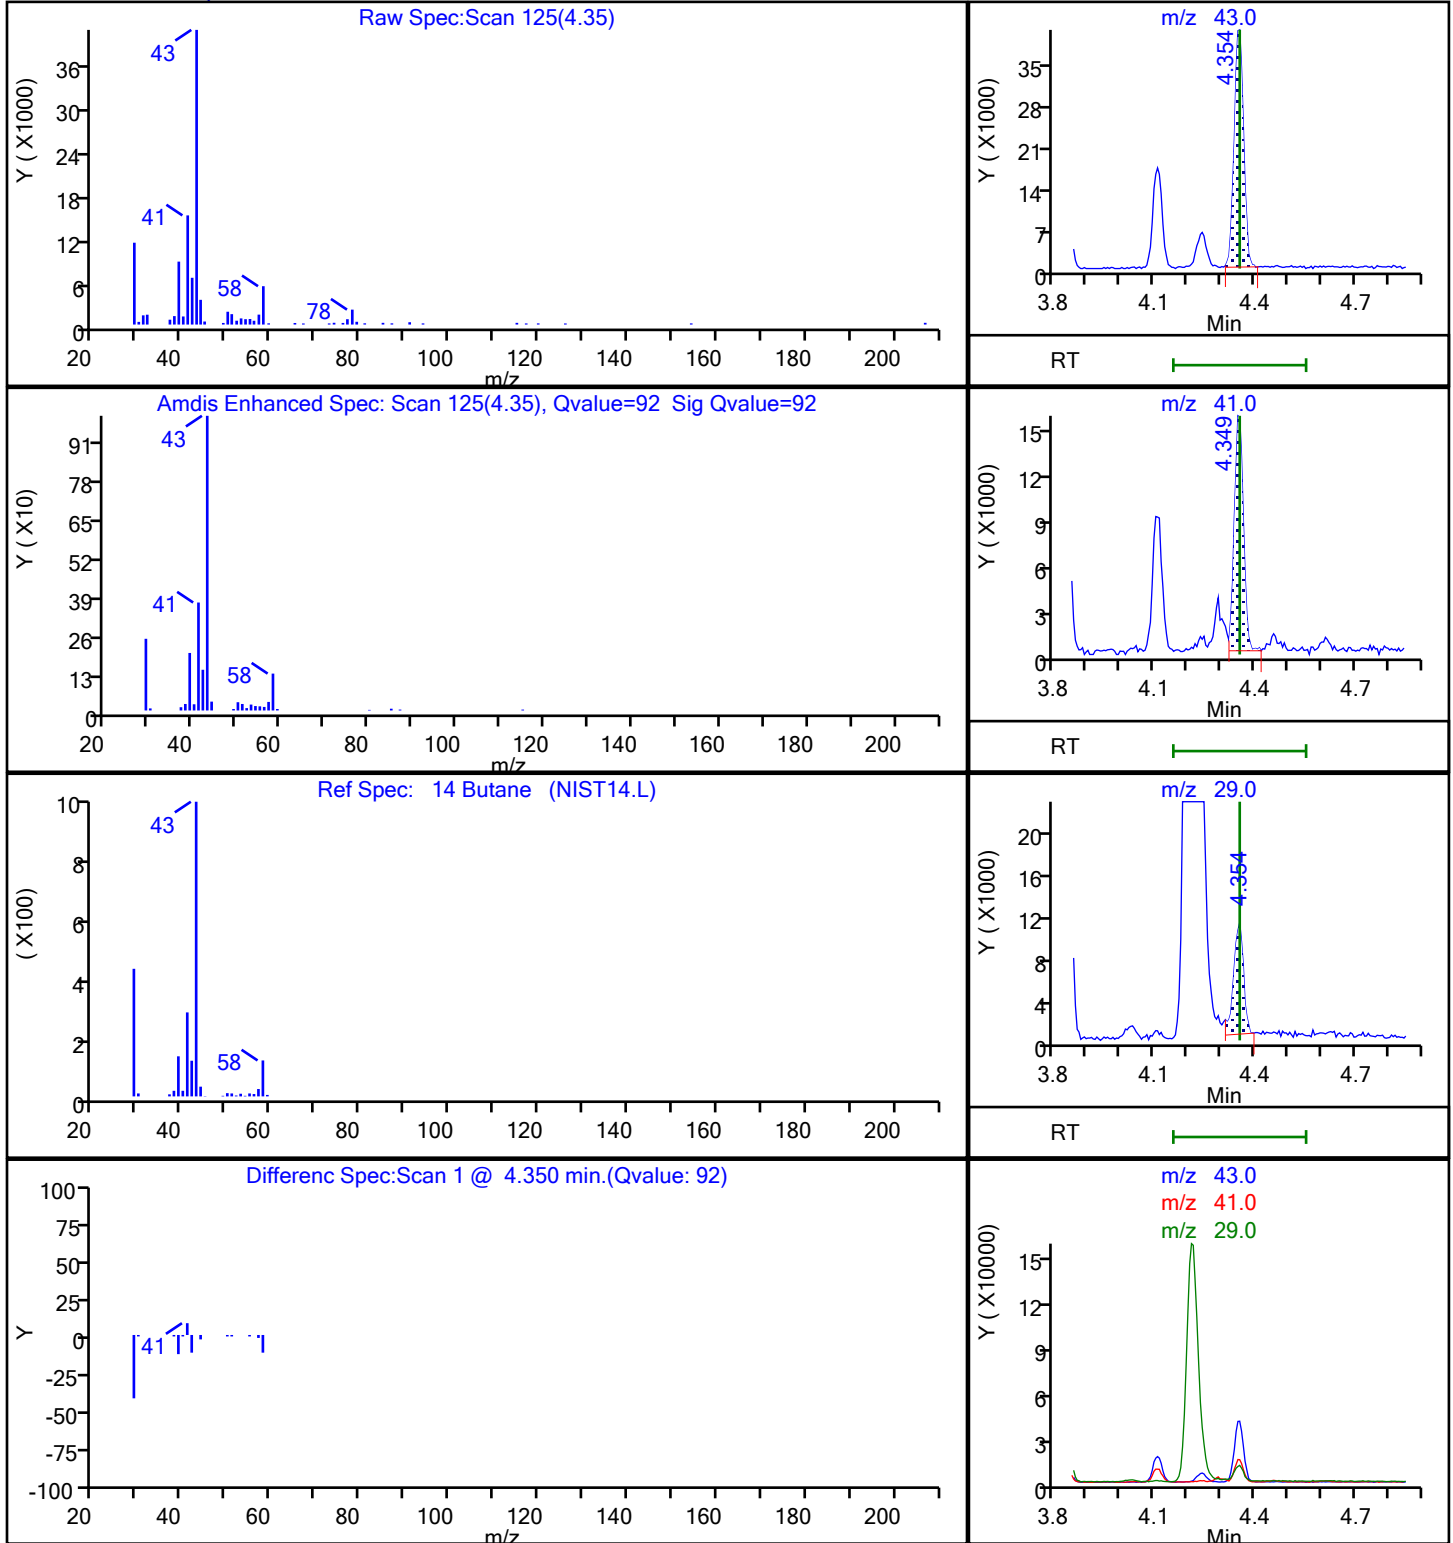 Raw Spec:Scan 125(4.35)
43
41
58
78
Y ( X1000)
36
30
24
18
12
6
0
20 40 60 80 100 120 140 160 180 200
m/z
m/z 43.0
4.354
Y ( X1000)
35
28
21
14
7
0
3.8 4.1 4.4 4.7
Min
RT
Amdis Enhanced Spec: Scan 125(4.35), Qvalue=92 Sig Qvalue=92
43
41
58
Y ( X10)
91
78
65
52
39
26
13
0
20 40 60 80 100 120 140 160 180 200
m/z
m/z 41.0
4.349
Y ( X1000)
15
12
9
6
3
0
3.8 4.1 4.4 4.7
Min
RT
Ref Spec: 14 Butane (NIST14.L)
43
58
( X100)
10
8
6
4
2
0
20 40 60 80 100 120 140 160 180 200
m/z 29.0
4.354
Y ( X1000)
20
16
12
8
4
0
3.8 4.1 4.4 4.7
Min
RT
Differenc Spec:Scan 1 @ 4.350 min.(Qvalue: 92)
41
Y
100
75
50
25
0
-25
-50
-75
-100
20 40 60 80 100 120 140 160 180 200
m/z
m/z 43.0
m/z 41.0
m/z 29.0
Y ( X10000)
15
12
9
6
3
0
3.8 4.1 4.4 4.7
Min